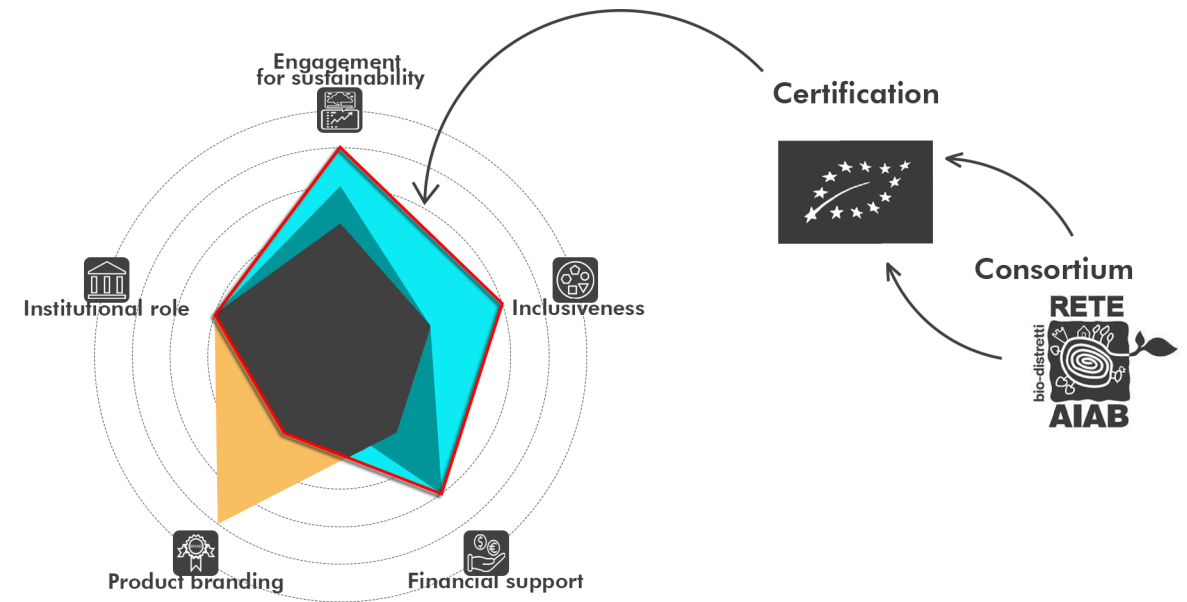 Engagement
for sustainability
Certification
Institutional role
Inclusiveness
Consortium
RETE
bio-distretti
AIAB
Product branding
Financial support